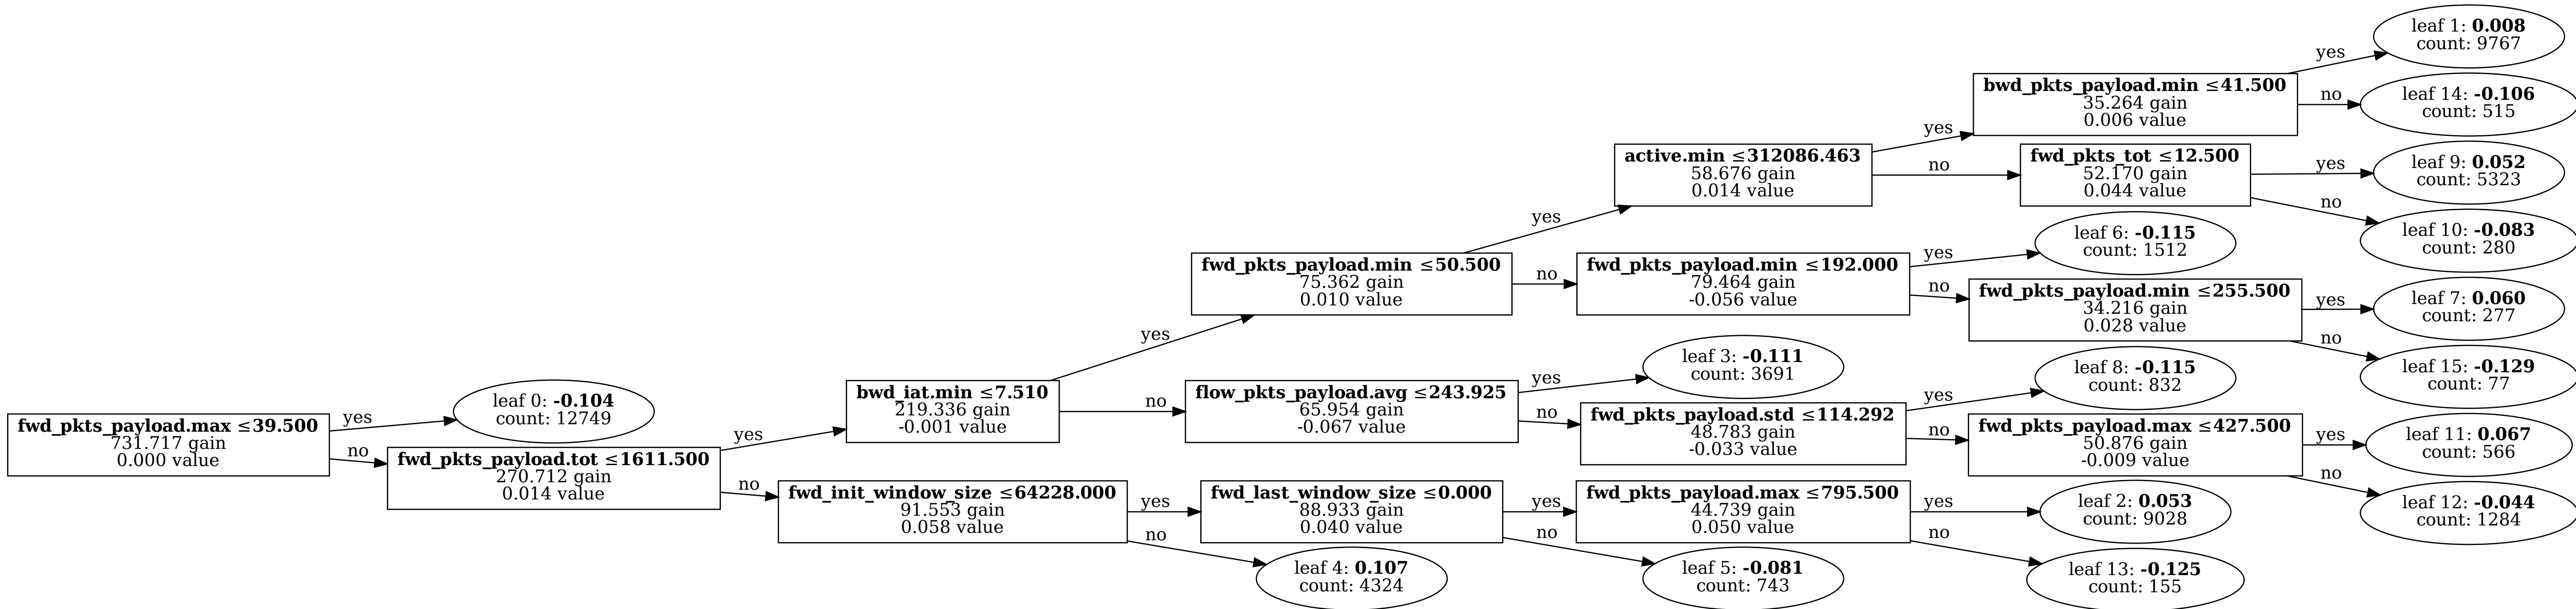 fwd_pkts_payload.max ≤39.500
731.717 gain
0.000 value
yes
no
leaf 0: -0.104
count: 12749
fwd_pkts_payload.tot ≤1611.500
270.712 gain
0.014 value
yes
no
bwd_iat.min ≤7.510
219.336 gain
-0.001 value
yes
no
fwd_init_window_size ≤64228.000
91.553 gain
0.058 value
yes
no
fwd_pkts_payload.min ≤50.500
75.362 gain
0.010 value
yes
no
flow_pkts_payload.avg ≤243.925
65.954 gain
-0.067 value
yes
no
fwd_last_window_size ≤0.000
88.933 gain
0.040 value
yes
no
leaf 4: 0.107
count: 4324
active.min ≤312086.463
58.676 gain
0.014 value
yes
no
fwd_pkts_payload.min ≤192.000
79.464 gain
-0.056 value
yes
no
leaf 3: -0.111
count: 3691
fwd_pkts_payload.std ≤114.292
48.783 gain
-0.033 value
yes
no
fwd_pkts_payload.max ≤795.500
44.739 gain
0.050 value
yes
no
leaf 5: -0.081
count: 743
bwd_pkts_payload.min ≤41.500
35.264 gain
0.006 value
yes
no
fwd_pkts_tot ≤12.500
52.170 gain
0.044 value
yes
no
leaf 6: -0.115
count: 1512
fwd_pkts_payload.min ≤255.500
34.216 gain
0.028 value
yes
no
leaf 8: -0.115
count: 832
fwd_pkts_payload.max ≤427.500
50.876 gain
-0.009 value
yes
no
leaf 2: 0.053
count: 9028
leaf 13: -0.125
count: 155
leaf 1: 0.008
count: 9767
leaf 14: -0.106
count: 515
leaf 9: 0.052
count: 5323
leaf 10: -0.083
count: 280
leaf 7: 0.060
count: 277
leaf 15: -0.129
count: 77
leaf 11: 0.067
count: 566
leaf 12: -0.044
count: 1284